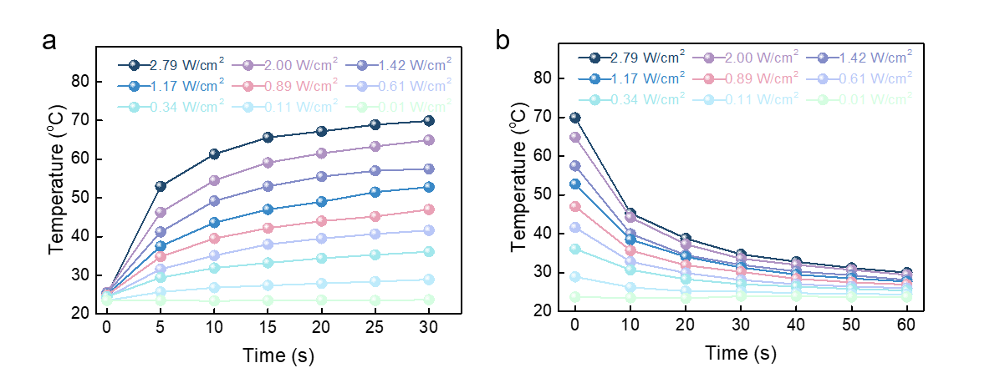 a
2.79 W/cm² 2.00 W/cm² 1.42 W/cm²
1.17 W/cm² 0.89 W/cm² 0.61 W/cm²
0.34 W/cm² 0.11 W/cm² 0.01 W/cm²
Temperature (°C)
80
70
60
50
40
30
20
0 5 10 15 20 25 30
Time (s)
b
2.79 W/cm² 2.00 W/cm² 1.42 W/cm²
1.17 W/cm² 0.89 W/cm² 0.61 W/cm²
0.34 W/cm² 0.11 W/cm² 0.01 W/cm²
Temperature (°C)
80
70
60
50
40
30
20
0 10 20 30 40 50 60
Time (s)